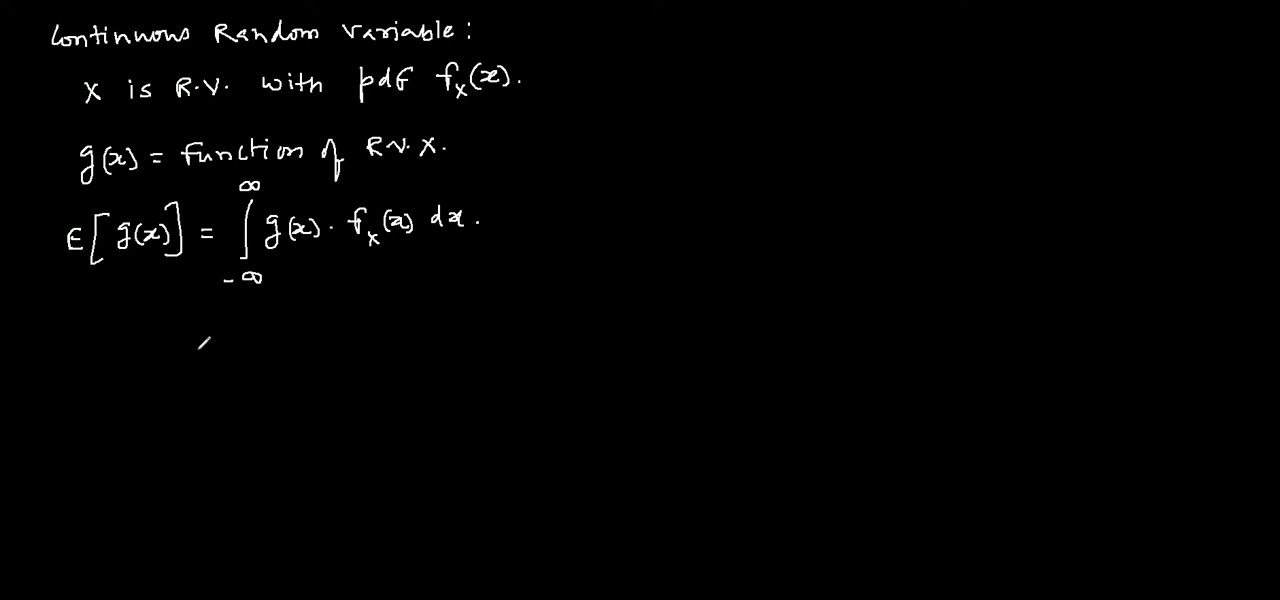 Continuous Random Variable:
X is R.V. with pdf f_X(x).
g(x) = function of R.V. X.
E[g(x)] = ∫_{-∞}^{∞} g(x) · f_X(x) dx.